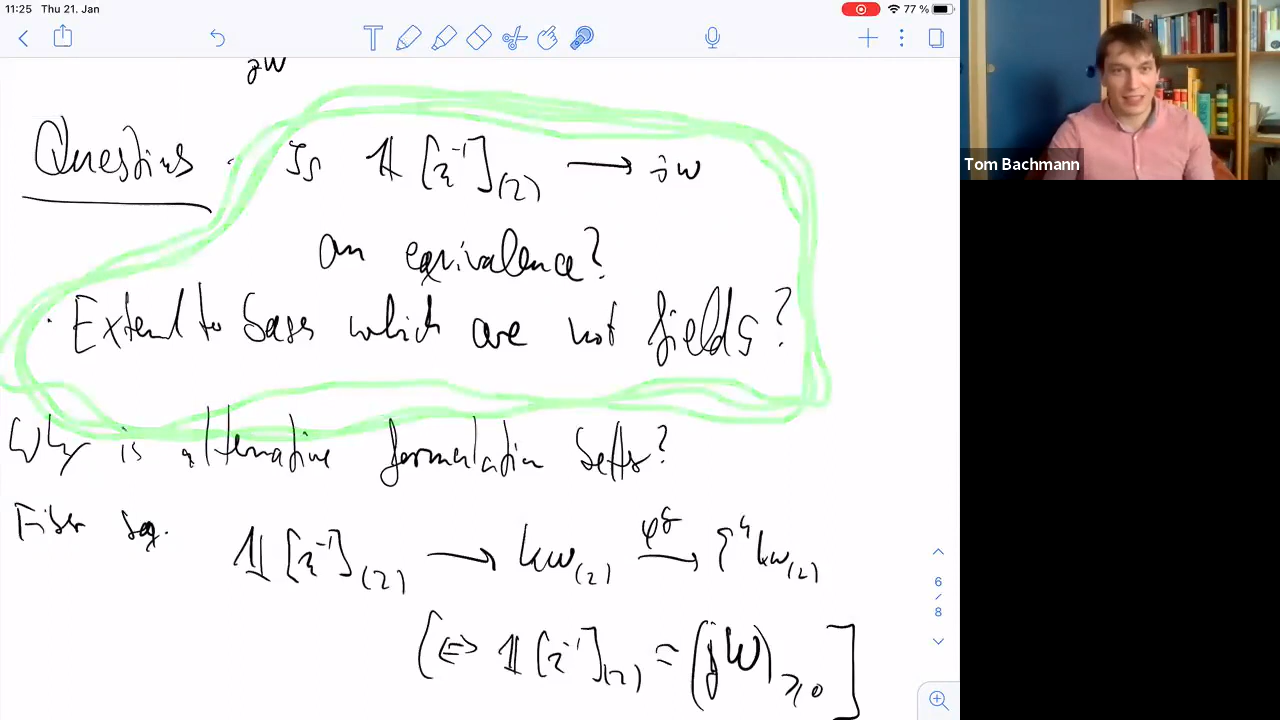 11:25 Thu 21. Jan
77 %
jW
Questions · Is 𝟙[η⁻¹]₍₂₎ → jw
an equivalence?
· Extend to bases which are not fields?
Why is alternative formulation better?
Fiber seq. 𝟙[η⁻¹]₍₂₎ → kw₍₂₎ →^{φ^8} Σ⁴kw₍₂₎
(⇔ 𝟙[η⁻¹]₍₂₎ = (jW)≥0]
Tom Bachmann
6
/
8